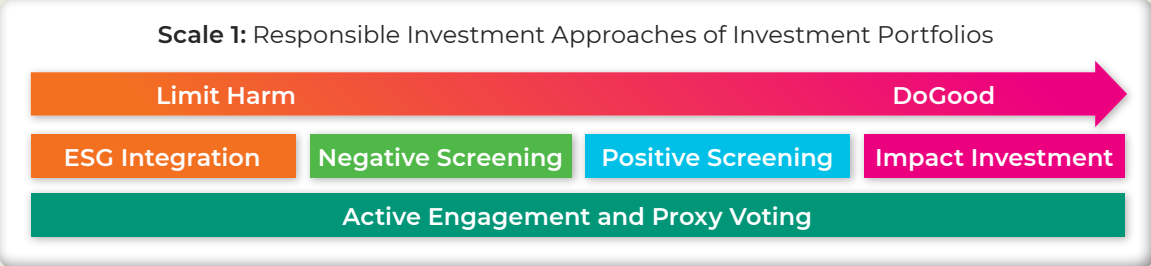 Scale 1: Responsible Investment Approaches of Investment Portfolios
Limit Harm DoGood
ESG Integration Negative Screening Positive Screening Impact Investment
Active Engagement and Proxy Voting